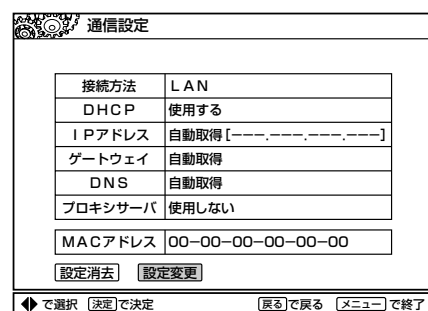 通信設定
接続方法 LAN
DHCP 使用する
IPアドレス 自動取得[−−−.−−−.−−−.−−−]
ゲートウェイ 自動取得
DNS 自動取得
プロキシサーバ 使用しない
MACアドレス 00−00−00−00−00−00
設定消去 設定変更
で選択 決定で決定 戻るで戻る メニューで終了